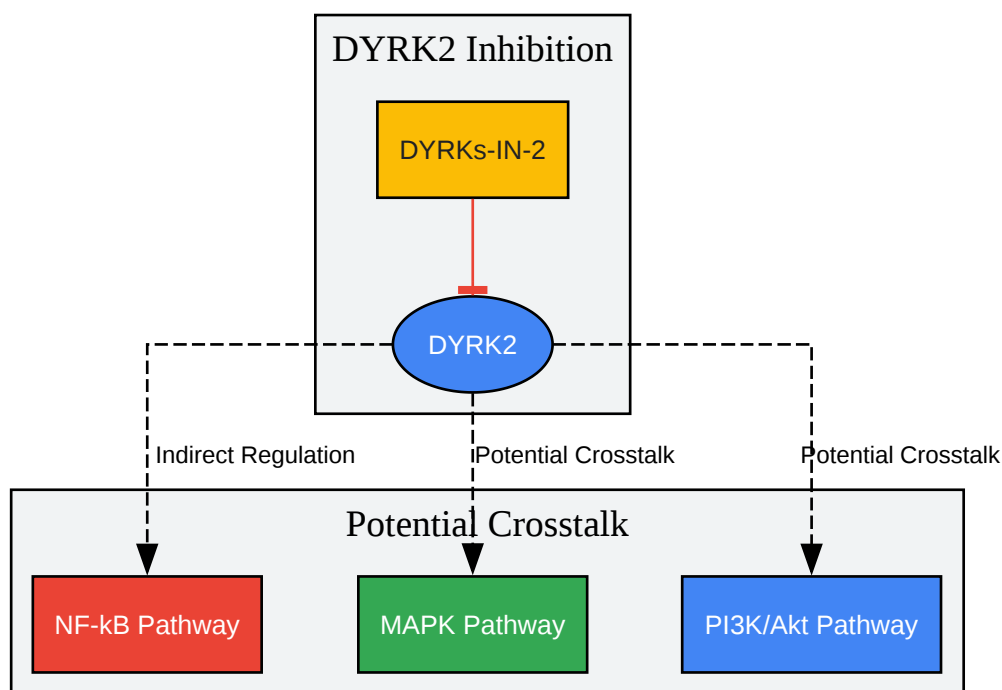 DYRK2 Inhibition
DYRKs-IN-2
DYRK2
Indirect Regulation
Potential Crosstalk
Potential Crosstalk
Potential Crosstalk
NF-kB Pathway
MAPK Pathway
PI3K/Akt Pathway